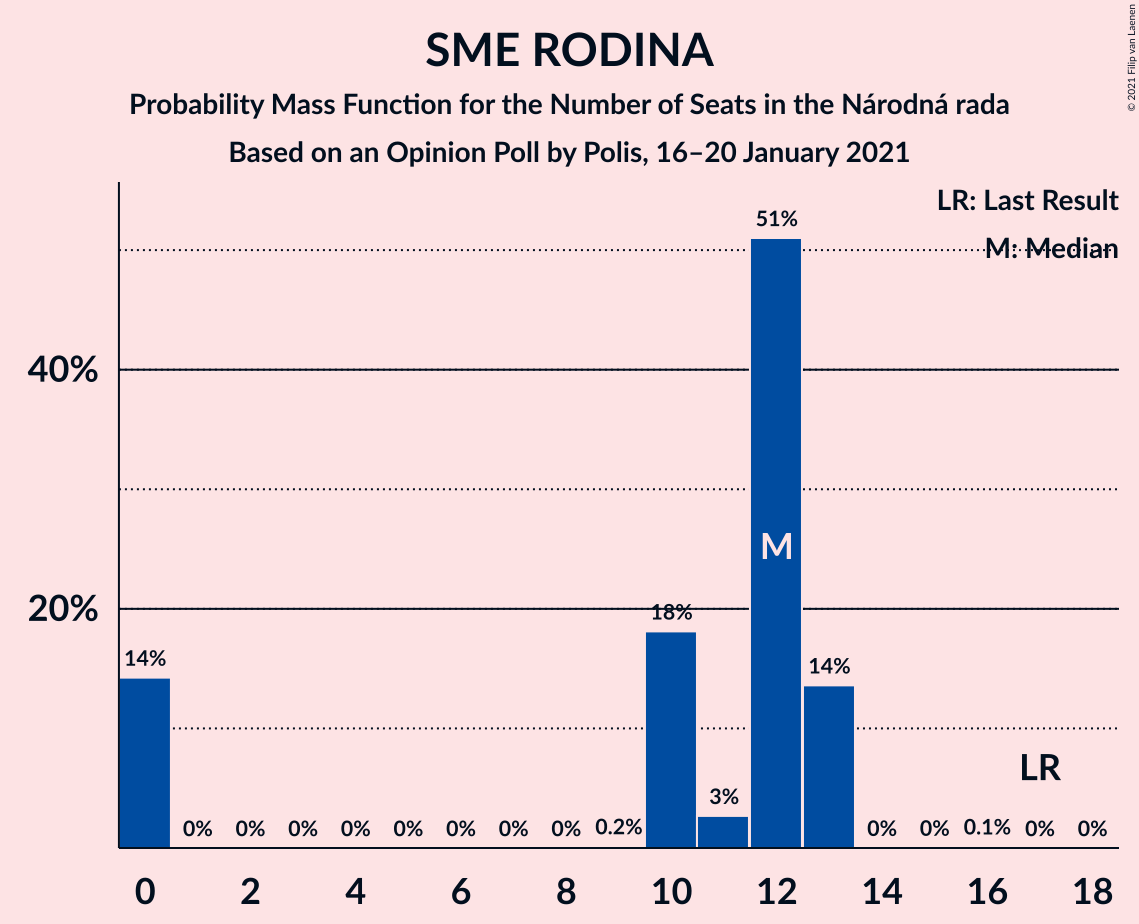 SME RODINA
Probability Mass Function for the Number of Seats in the Národná rada
Based on an Opinion Poll by Polis, 16–20 January 2021
© 2021 Filip van Laenen
LR: Last Result
M: Median
51%
40%
M
20%
18%
14%
14%
LR
3%
0% 0% 0% 0% 0% 0% 0% 0% 0.2% 0% 0% 0.1% 0% 0%
0 2 4 6 8 10 12 14 16 18